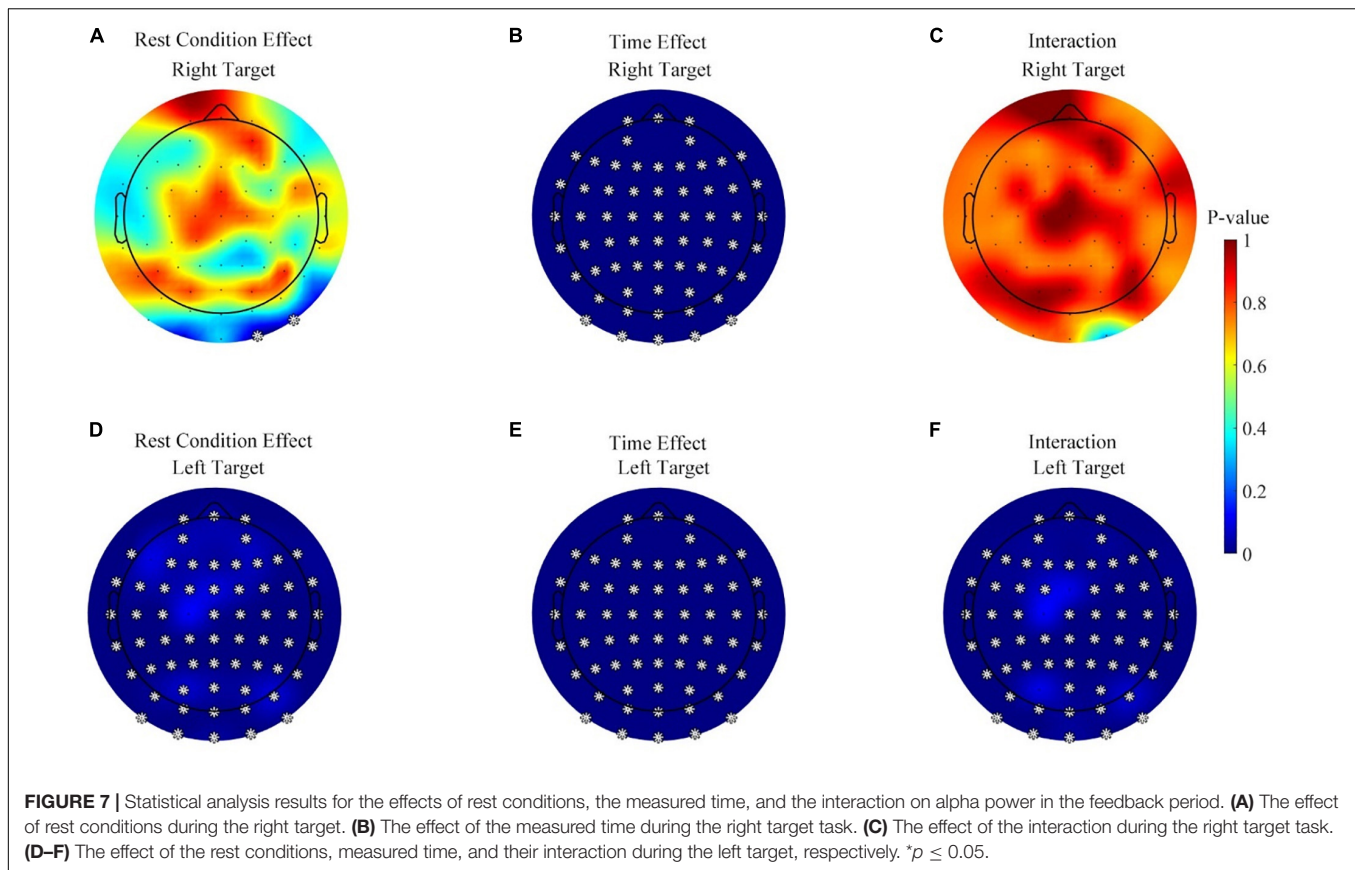 A
Rest Condition Effect
Right Target
B
Time Effect
Right Target
C
Interaction
Right Target
P-value
1
0.8
0.6
0.4
0.2
0
D
Rest Condition Effect
Left Target
E
Time Effect
Left Target
F
Interaction
Left Target
FIGURE 7 | Statistical analysis results for the effects of rest conditions, the measured time, and the interaction on alpha power in the feedback period. (A) The effect
of rest conditions during the right target. (B) The effect of the measured time during the right target task. (C) The effect of the interaction during the right target task.
(D–F) The effect of the rest conditions, measured time, and their interaction during the left target, respectively. *p ≤ 0.05.